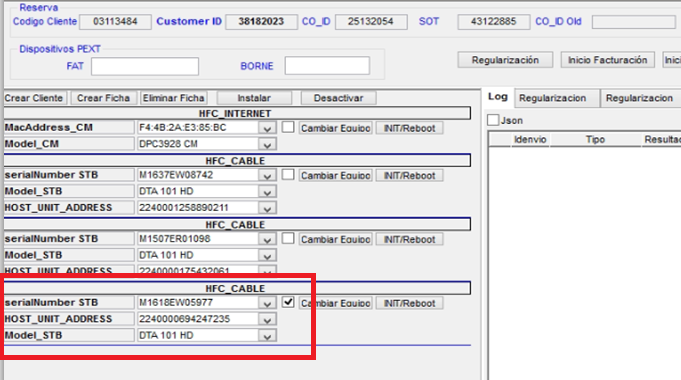 Reserva
Codigo Cliente 03113484 Customer ID 38182023 CO_ID 25132054 SOT 43122885 CO_ID Old
Dispositivos PEXT
FAT BORNE Regularización Inicio Facturación Inic
Crear Cliente Crear Ficha Eliminar Ficha Instalar Desactivar Log Regularizacion Regularizacion
HFC_INTERNET Json
MacAddress_CM F4:4B:2A:E3:85:BC Cambiar Equipo INIT/Reboot
Idenvio Tipo Resultac
Model_CM DPC3928 CM
HFC_CABLE
serialNumber STB M1637EW08742 Cambiar Equipo INIT/Reboot
Model_STB DTA 101 HD
HOST_UNIT_ADDRESS 2240001258890211
HFC_CABLE
serialNumber STB M1507ER01098 Cambiar Equipo INIT/Reboot
Model_STB DTA 101 HD
HOST_UNIT_ADDRESS 2240000175432061
HFC_CABLE
serialNumber STB M1618EW05977 Cambiar Equipo INIT/Reboot
HOST_UNIT_ADDRESS 2240000694247235
Model_STB DTA 101 HD